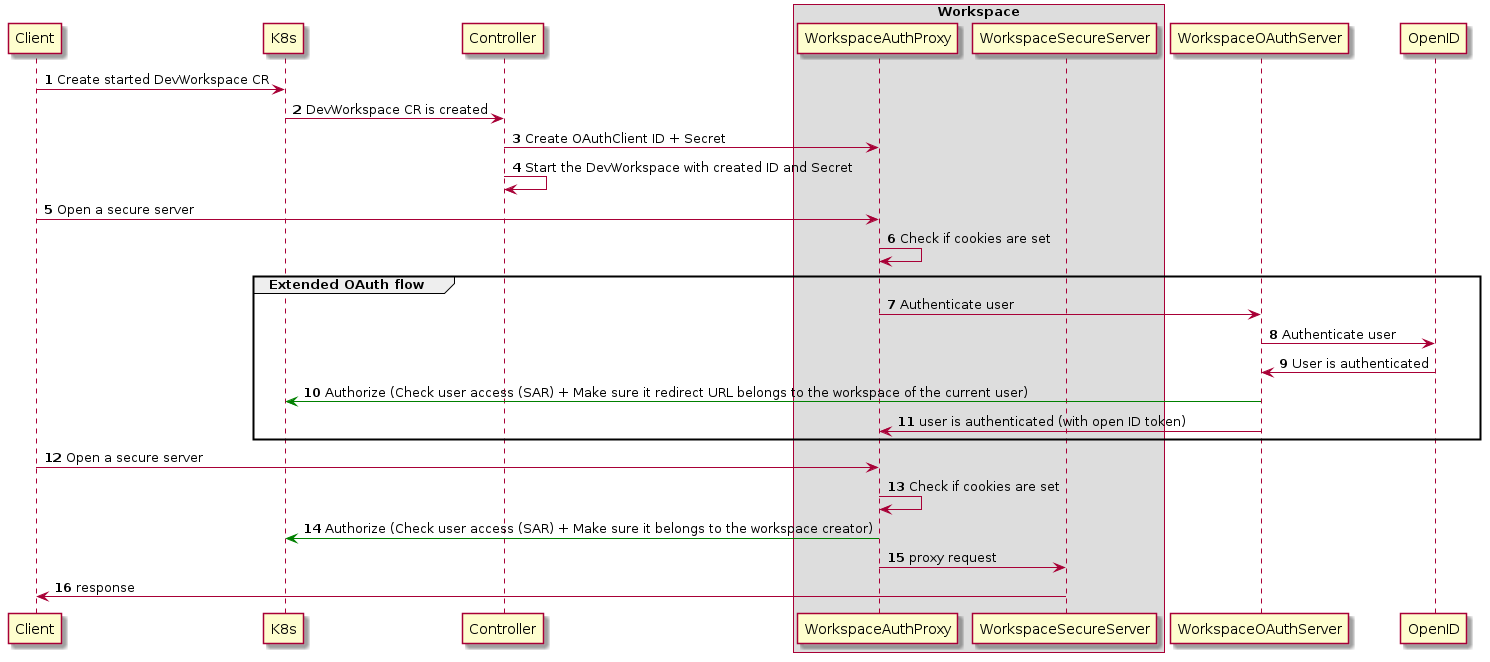 Workspace
Client K8s Controller WorkspaceAuthProxy WorkspaceSecureServer WorkspaceOAuthServer OpenID
1 Create started DevWorkspace CR
2 DevWorkspace CR is created
3 Create OAuthClient ID + Secret
4 Start the DevWorkspace with created ID and Secret
5 Open a secure server
6 Check if cookies are set
Extended OAuth flow
7 Authenticate user
8 Authenticate user
9 User is authenticated
10 Authorize (Check user access (SAR) + Make sure it redirect URL belongs to the workspace of the current user)
11 user is authenticated (with open ID token)
12 Open a secure server
13 Check if cookies are set
14 Authorize (Check user access (SAR) + Make sure it belongs to the workspace creator)
15 proxy request
16 response
Client K8s Controller WorkspaceAuthProxy WorkspaceSecureServer WorkspaceOAuthServer OpenID